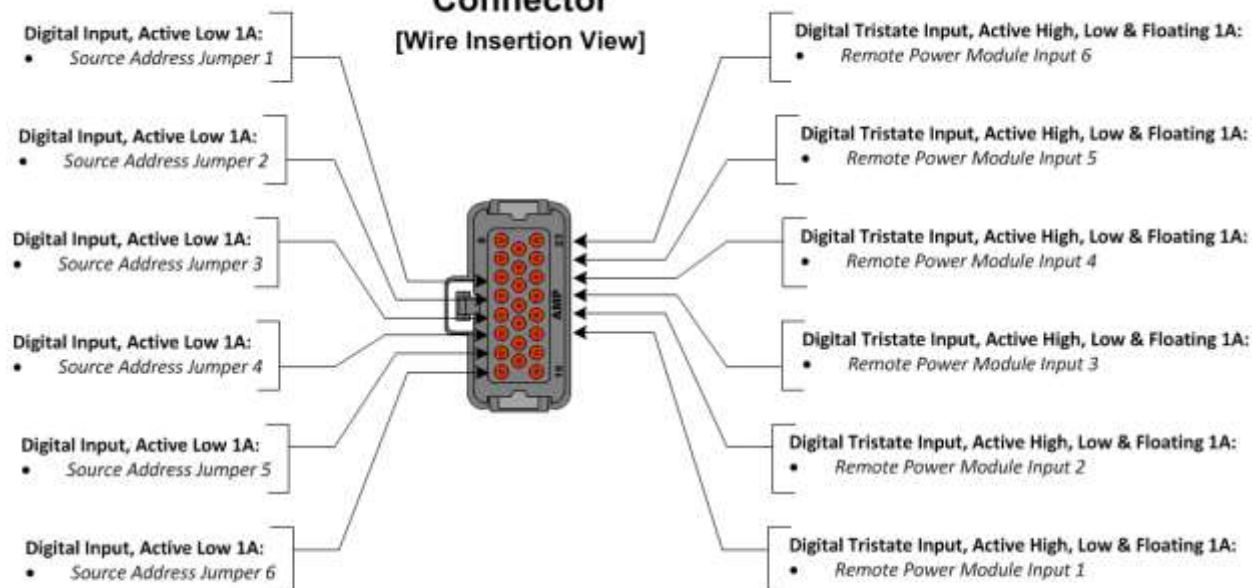 Connector
[Wire Insertion View]
Digital Input, Active Low 1A:
• Source Address Jumper 1
Digital Input, Active Low 1A:
• Source Address Jumper 2
Digital Input, Active Low 1A:
• Source Address Jumper 3
Digital Input, Active Low 1A:
• Source Address Jumper 4
Digital Input, Active Low 1A:
• Source Address Jumper 5
Digital Input, Active Low 1A:
• Source Address Jumper 6
AMP
Digital Tristate Input, Active High, Low & Floating 1A:
• Remote Power Module Input 6
Digital Tristate Input, Active High, Low & Floating 1A:
• Remote Power Module Input 5
Digital Tristate Input, Active High, Low & Floating 1A:
• Remote Power Module Input 4
Digital Tristate Input, Active High, Low & Floating 1A:
• Remote Power Module Input 3
Digital Tristate Input, Active High, Low & Floating 1A:
• Remote Power Module Input 2
Digital Tristate Input, Active High, Low & Floating 1A:
• Remote Power Module Input 1